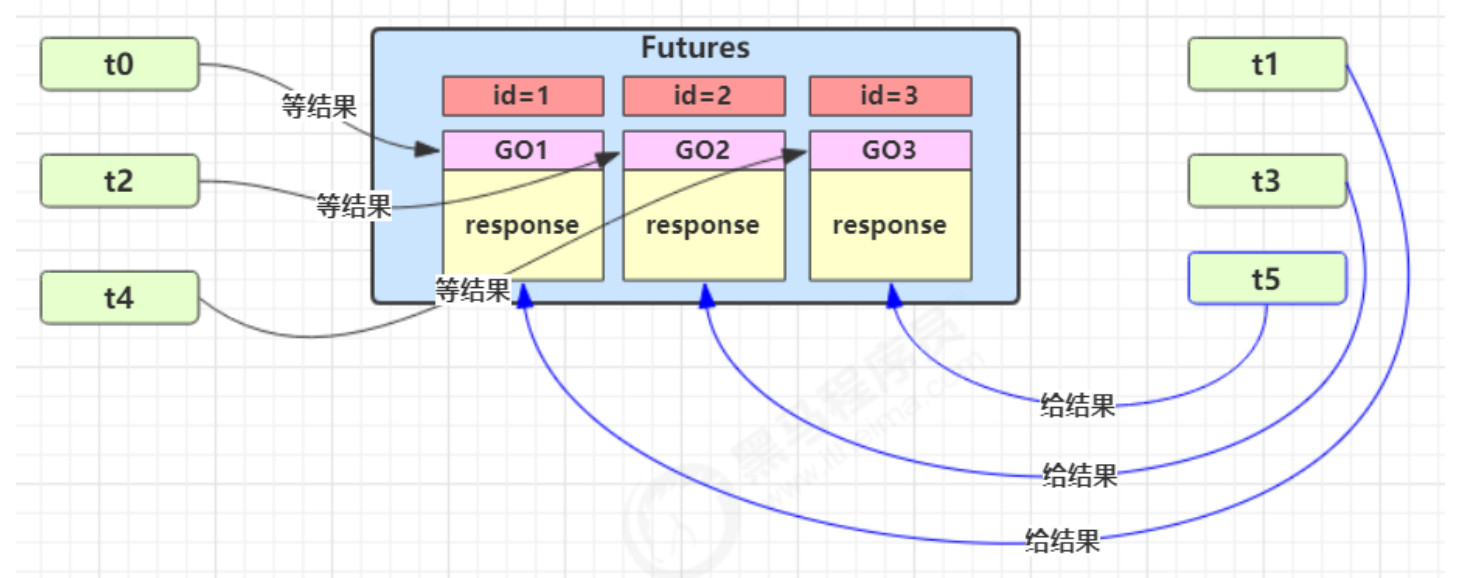 Futures
t0
t1
id=1
id=2
id=3
等结果
GO1
GO2
GO3
t2
t3
等结果
response
response
response
t4
等结果
t5
给结果
给结果
给结果
黑马程序员
www.itheima.com